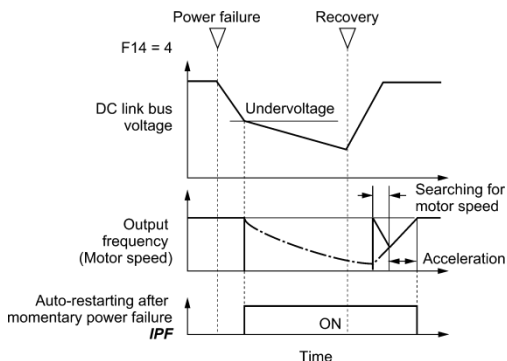 Power failure
Recovery
F14 = 4
DC link bus
voltage
Undervoltage
Searching for
motor speed
Output
frequency
(Motor speed)
Acceleration
Auto-restarting after
momentary power failure
IPF
ON
Time